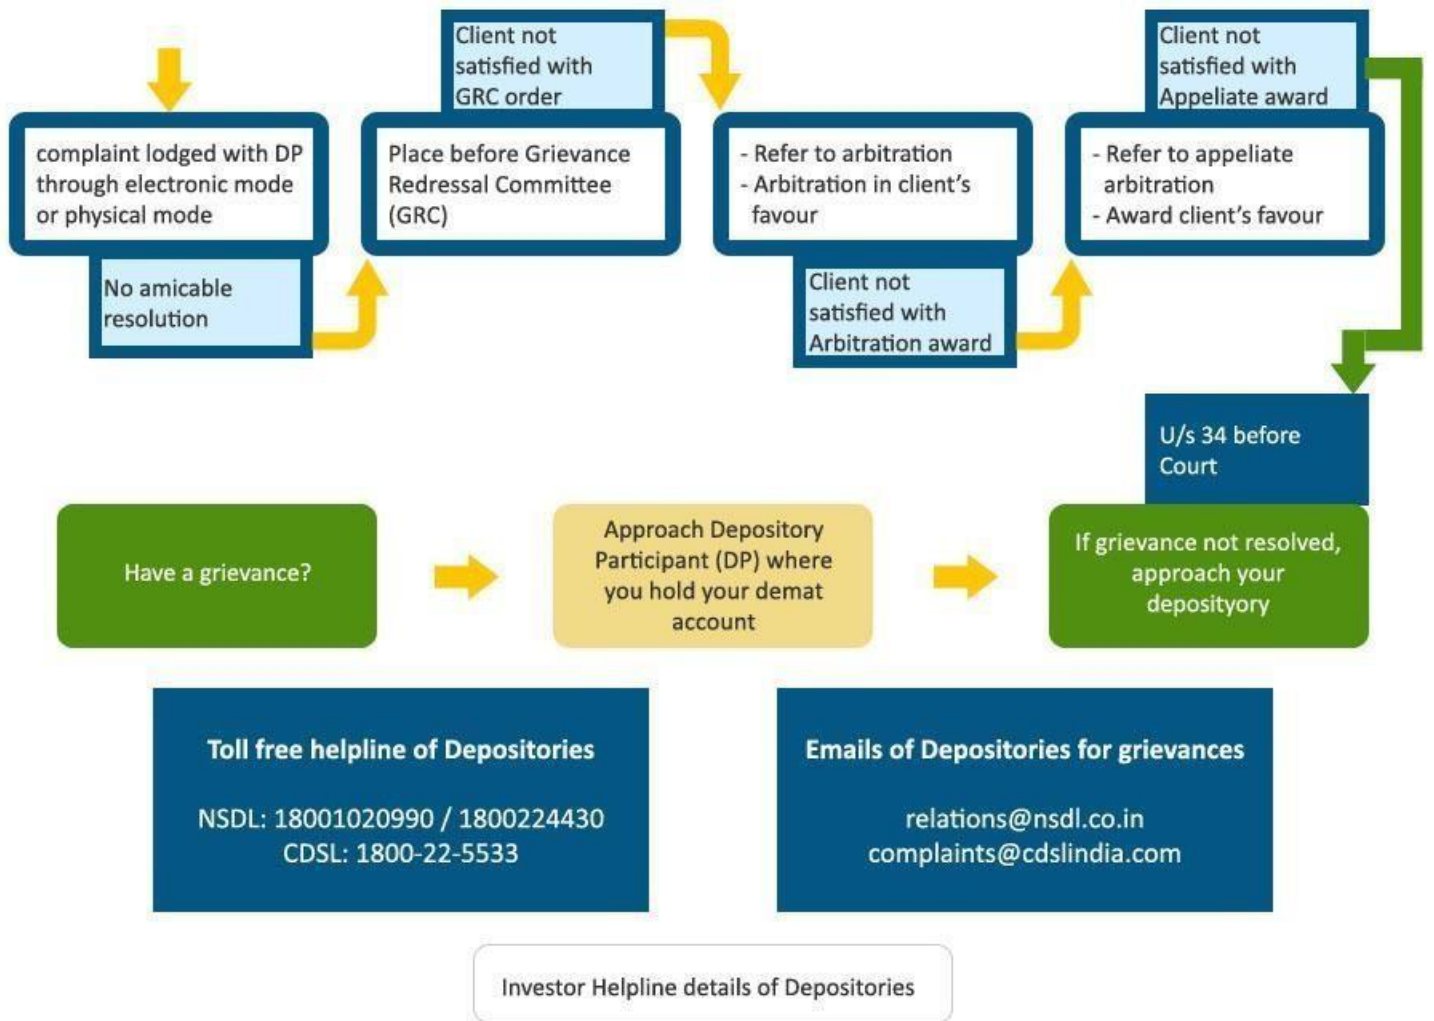 Client not
satisfied with
GRC order
Client not
satisfied with
Appeliate award
complaint lodged with DP
through electronic mode
or physical mode
Place before Grievance
Redressal Committee
(GRC)
- Refer to arbitration
- Arbitration in client's
favour
- Refer to appeliate
arbitration
- Award client's favour
No amicable
resolution
Client not
satisfied with
Arbitration award
U/s 34 before
Court
Have a grievance?
Approach Depository
Participant (DP) where
you hold your demat
account
If grievance not resolved,
approach your
deposityory
Toll free helpline of Depositories
NSDL: 18001020990 / 1800224430
CDSL: 1800-22-5533
Emails of Depositories for grievances
relations@nsdl.co.in
complaints@cdslindia.com
Investor Helpline details of Depositories